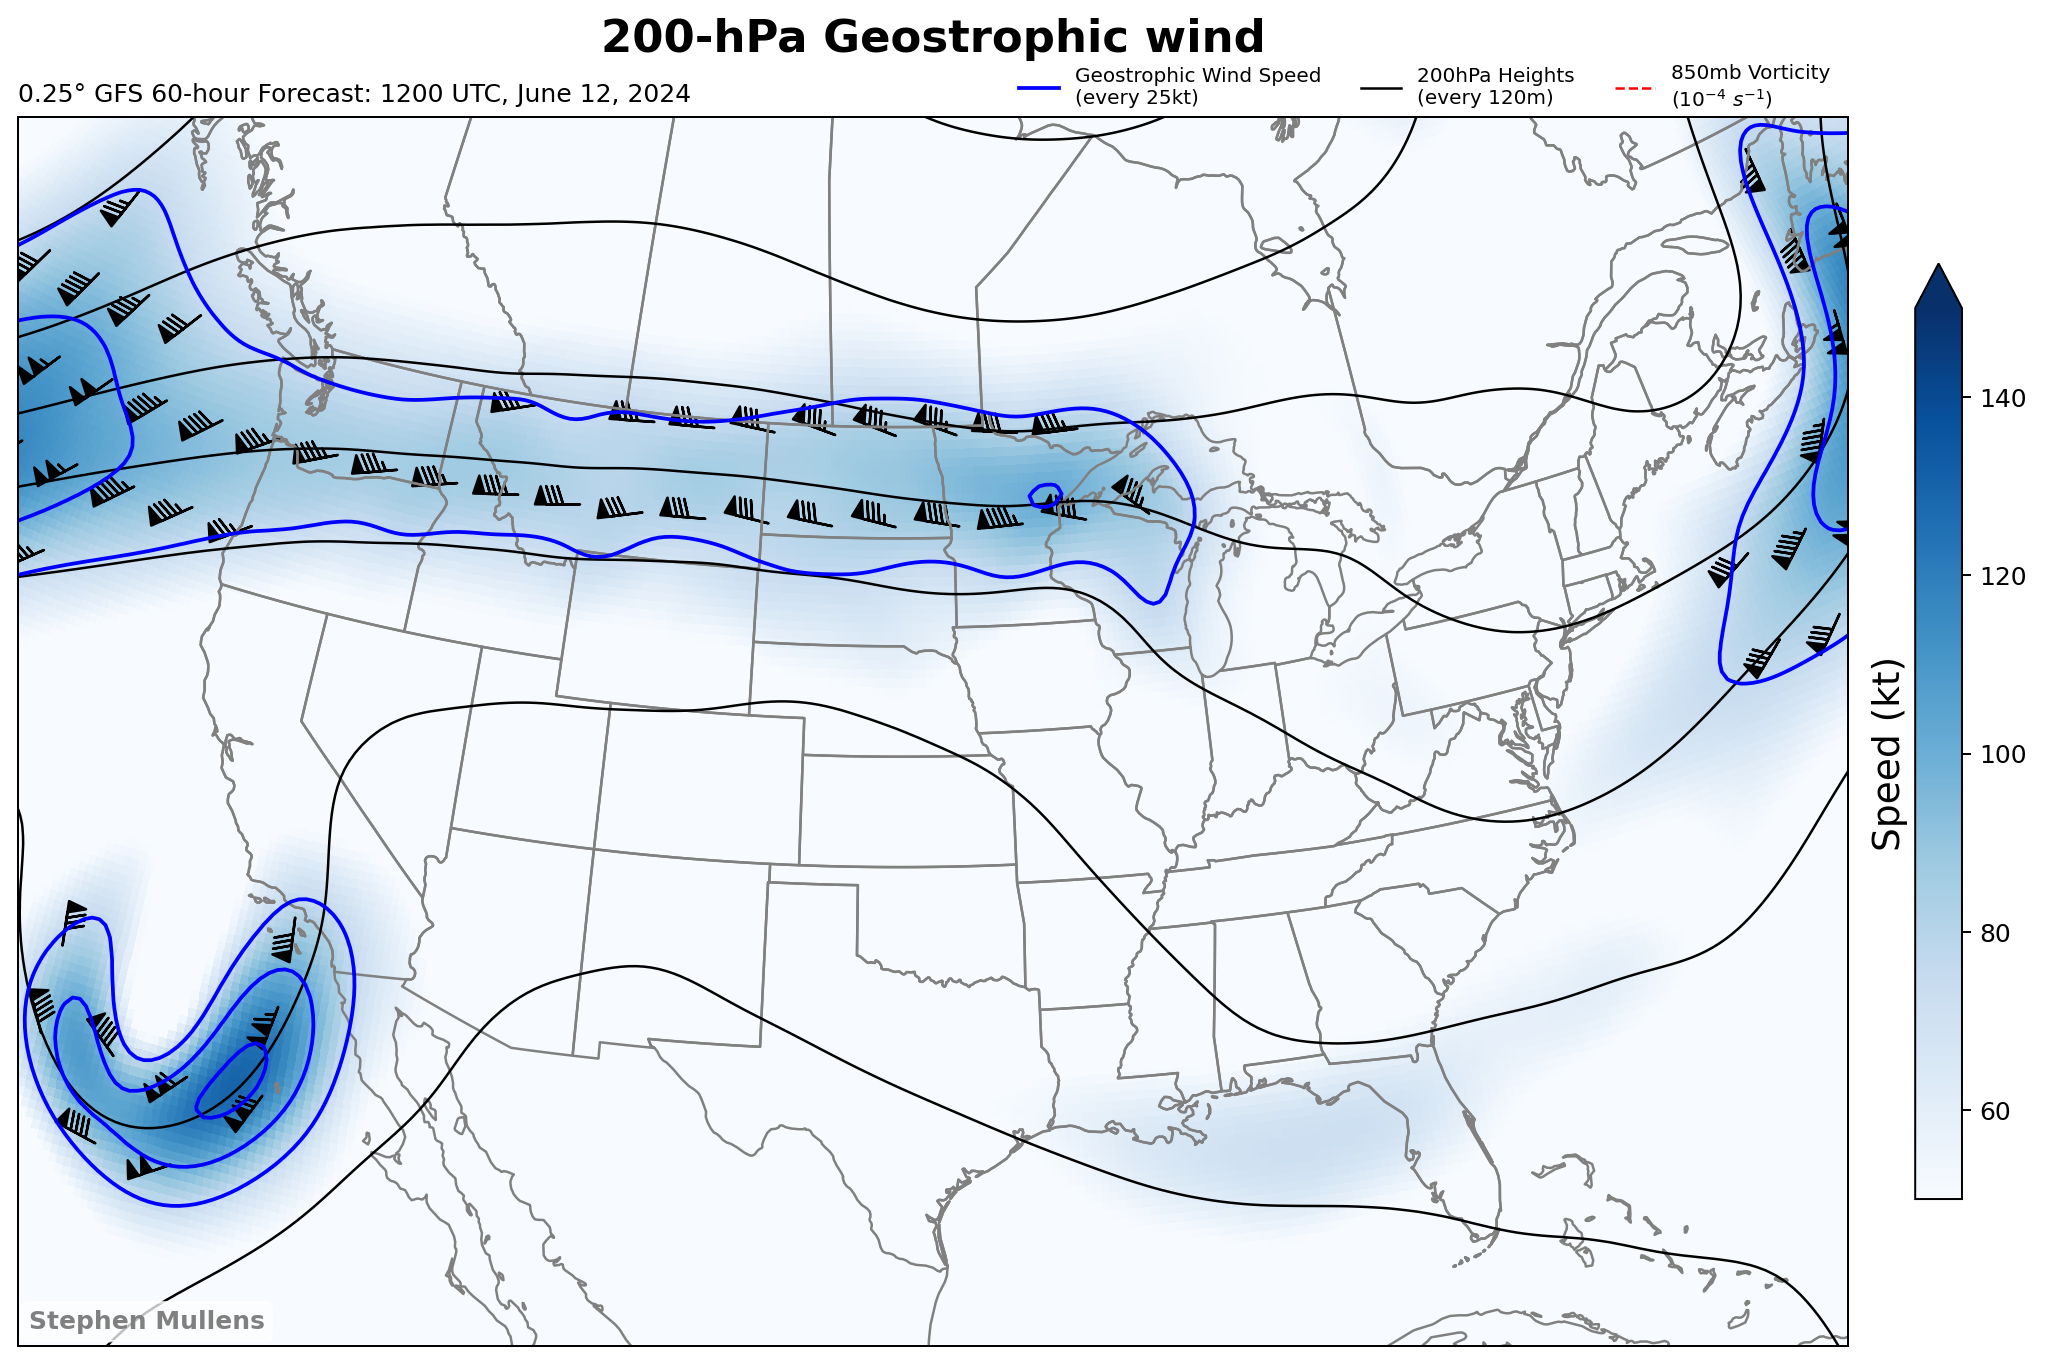 200-hPa Geostrophic wind
0.25° GFS 60-hour Forecast: 1200 UTC, June 12, 2024
Geostrophic Wind Speed
(every 25kt)
200hPa Heights
(every 120m)
850mb Vorticity
(10⁻⁴ s⁻¹)
140
120
100
80
60
Speed (kt)
Stephen Mullens